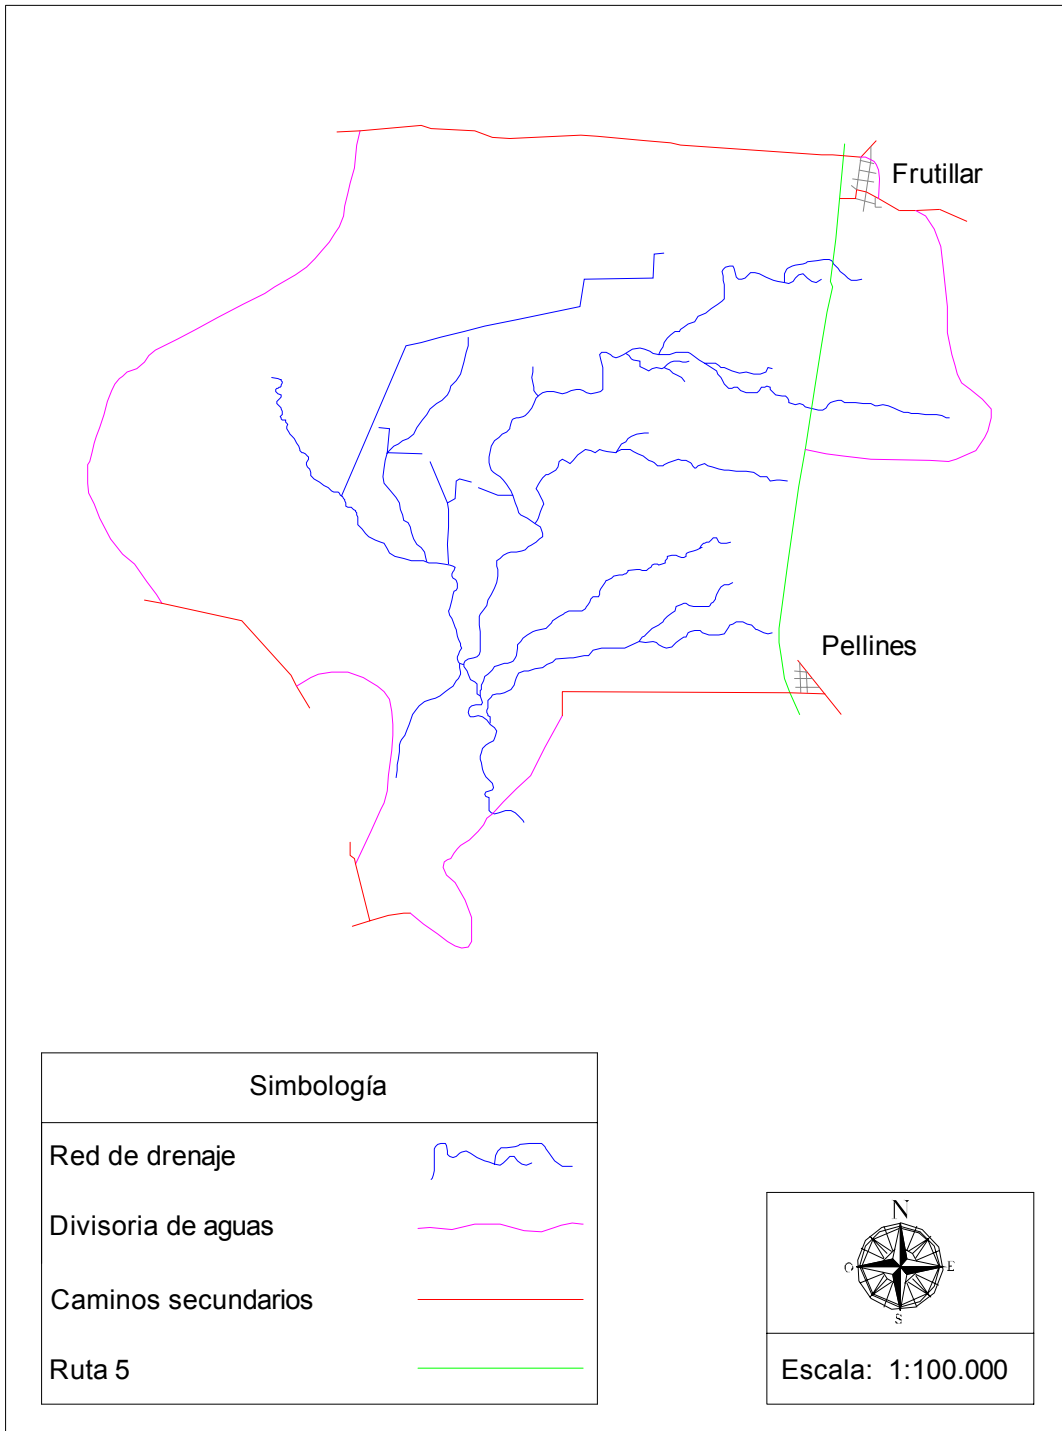 Frutillar
Pellines
Simbología
Red de drenaje
Divisoria de aguas
Caminos secundarios
Ruta 5
N
O
E
S
Escala: 1:100.000